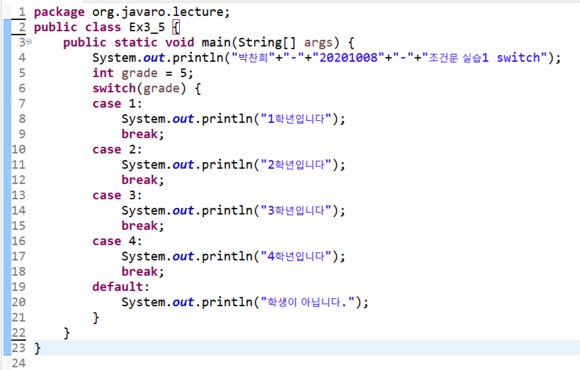 1 package org.javaro.lecture;
2 public class Ex3_5 {
3     public static void main(String[] args) {
4         System.out.println("박찬희"+"-"+"20201008"+"-"+"조건문 실습1 switch");
5         int grade = 5;
6         switch(grade) {
7         case 1:
8             System.out.println("1학년입니다");
9             break;
10         case 2:
11             System.out.println("2학년입니다");
12             break;
13         case 3:
14             System.out.println("3학년입니다");
15             break;
16         case 4:
17             System.out.println("4학년입니다");
18             break;
19         default:
20             System.out.println("학생이 아닙니다.");
21         }
22     }
23 }
24